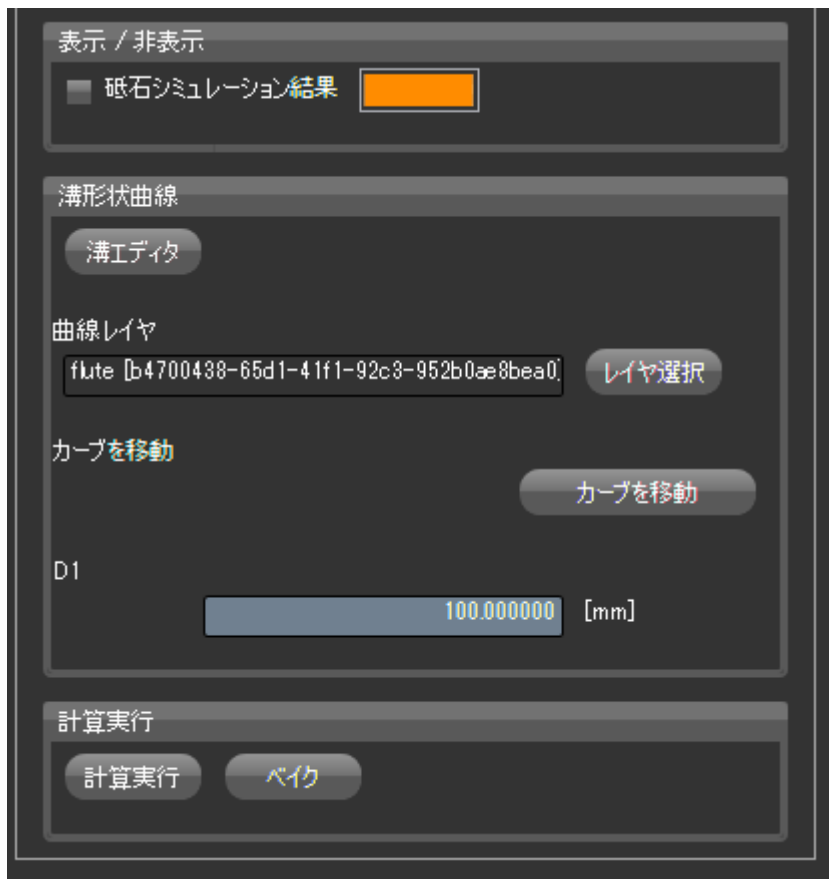 表示 / 非表示
砥石シミュレーション結果
溝形状曲線
溝エディタ
曲線レイヤ
flute [b4700438-65d1-41f1-92c3-952b0ae8bea0]
レイヤ選択
カーブを移動
カーブを移動
D1
100.000000 [mm]
計算実行
計算実行 ベイク